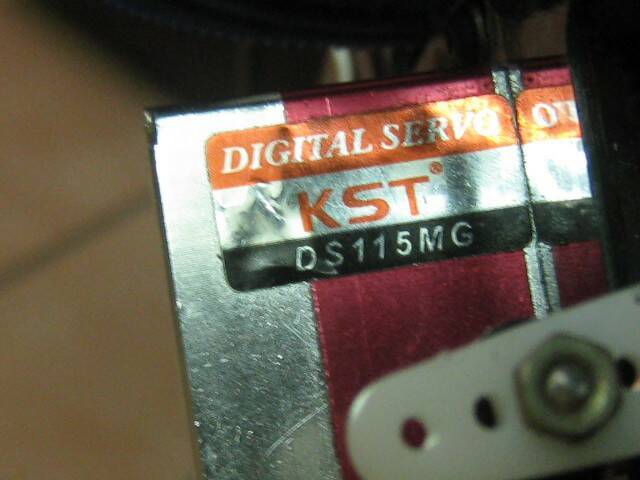 DIGITAL SERVO
KST®
DS115MG